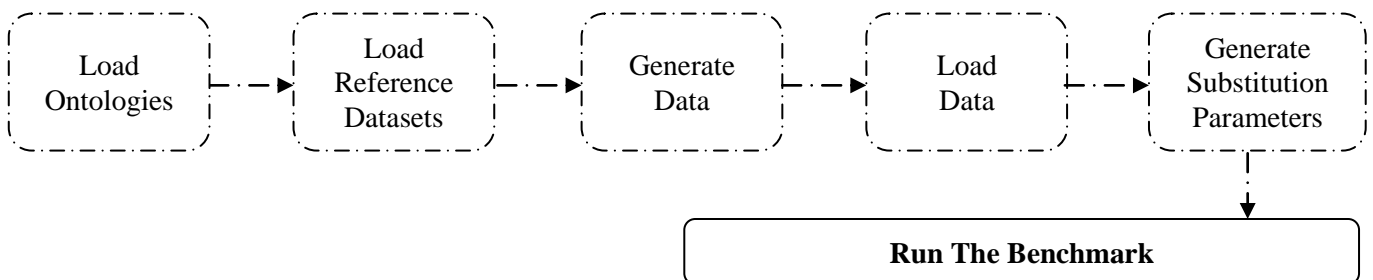 Load
Ontologies
Load
Reference
Datasets
Generate
Data
Load
Data
Generate
Substitution
Parameters
Run The Benchmark